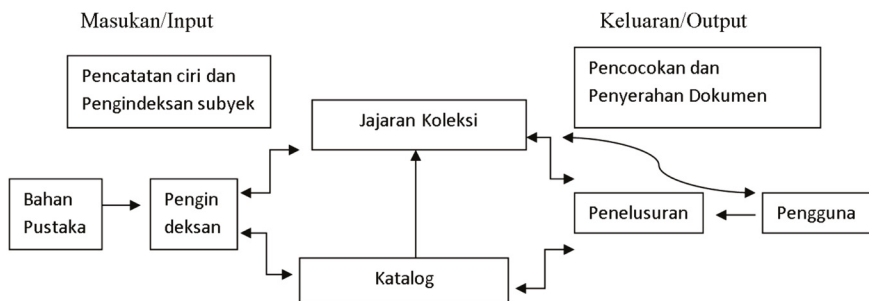 Masukan/Input
Keluaran/Output
Pencatatan ciri dan
Pengindeksan subyek
Pencocokan dan
Penyerahan Dokumen
Jajaran Koleksi
Bahan
Pustaka
Pengin
deksan
Penelusuran
Pengguna
Katalog